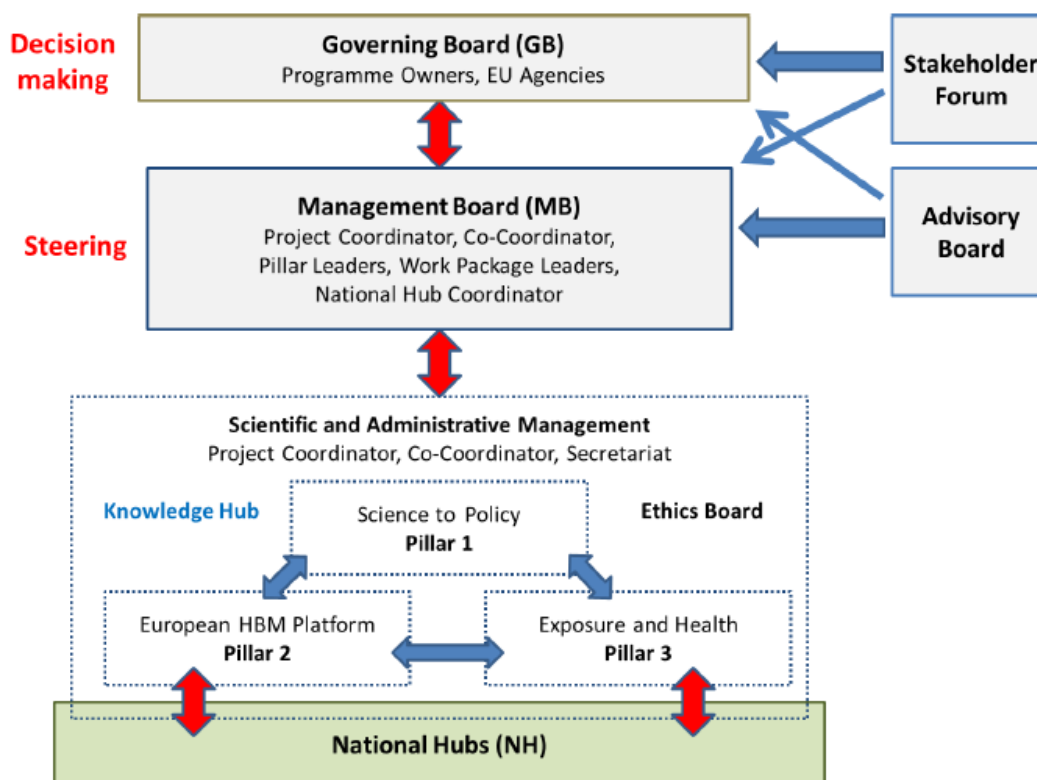 Decision
making
Governing Board (GB)
Programme Owners, EU Agencies
Stakeholder
Forum
Steering
Management Board (MB)
Project Coordinator, Co-Coordinator,
Pillar Leaders, Work Package Leaders,
National Hub Coordinator
Advisory
Board
Scientific and Administrative Management
Project Coordinator, Co-Coordinator, Secretariat
Knowledge Hub
Science to Policy
Pillar 1
Ethics Board
European HBM Platform
Pillar 2
Exposure and Health
Pillar 3
National Hubs (NH)